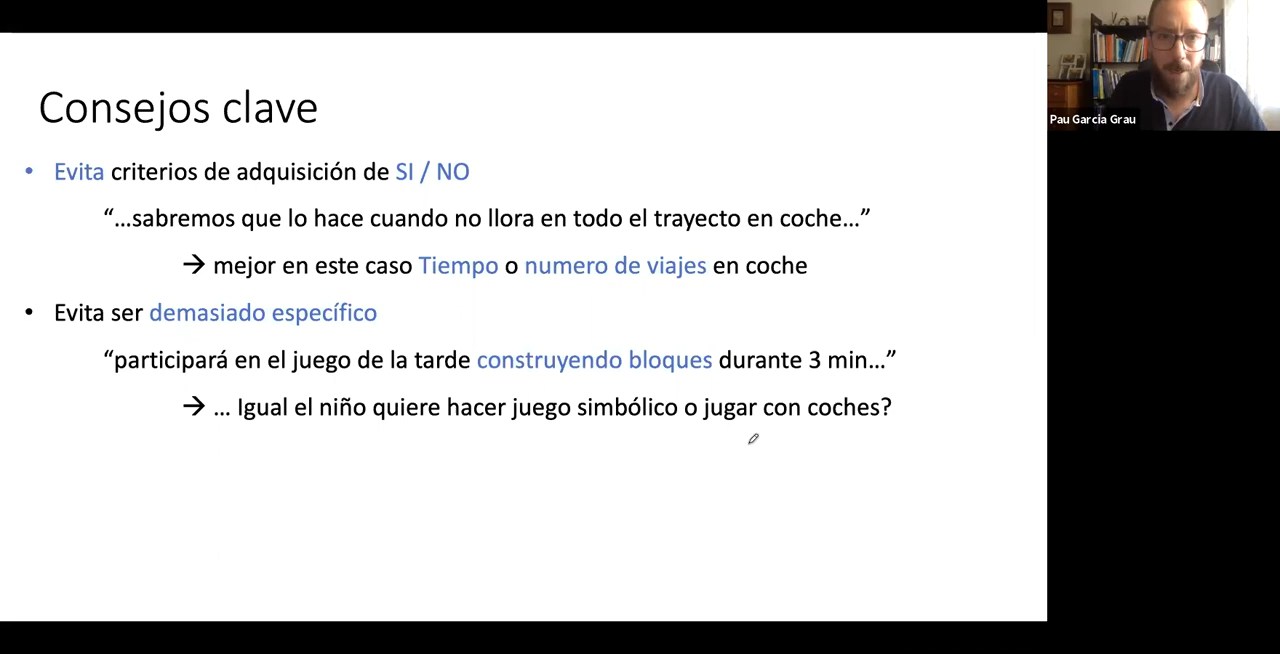 Consejos clave
• Evita criterios de adquisición de SI / NO
“…sabremos que lo hace cuando no llora en todo el trayecto en coche…”
→ mejor en este caso Tiempo o numero de viajes en coche
• Evita ser demasiado específico
“participará en el juego de la tarde construyendo bloques durante 3 min…”
→ … Igual el niño quiere hacer juego simbólico o jugar con coches?
Pau García Grau